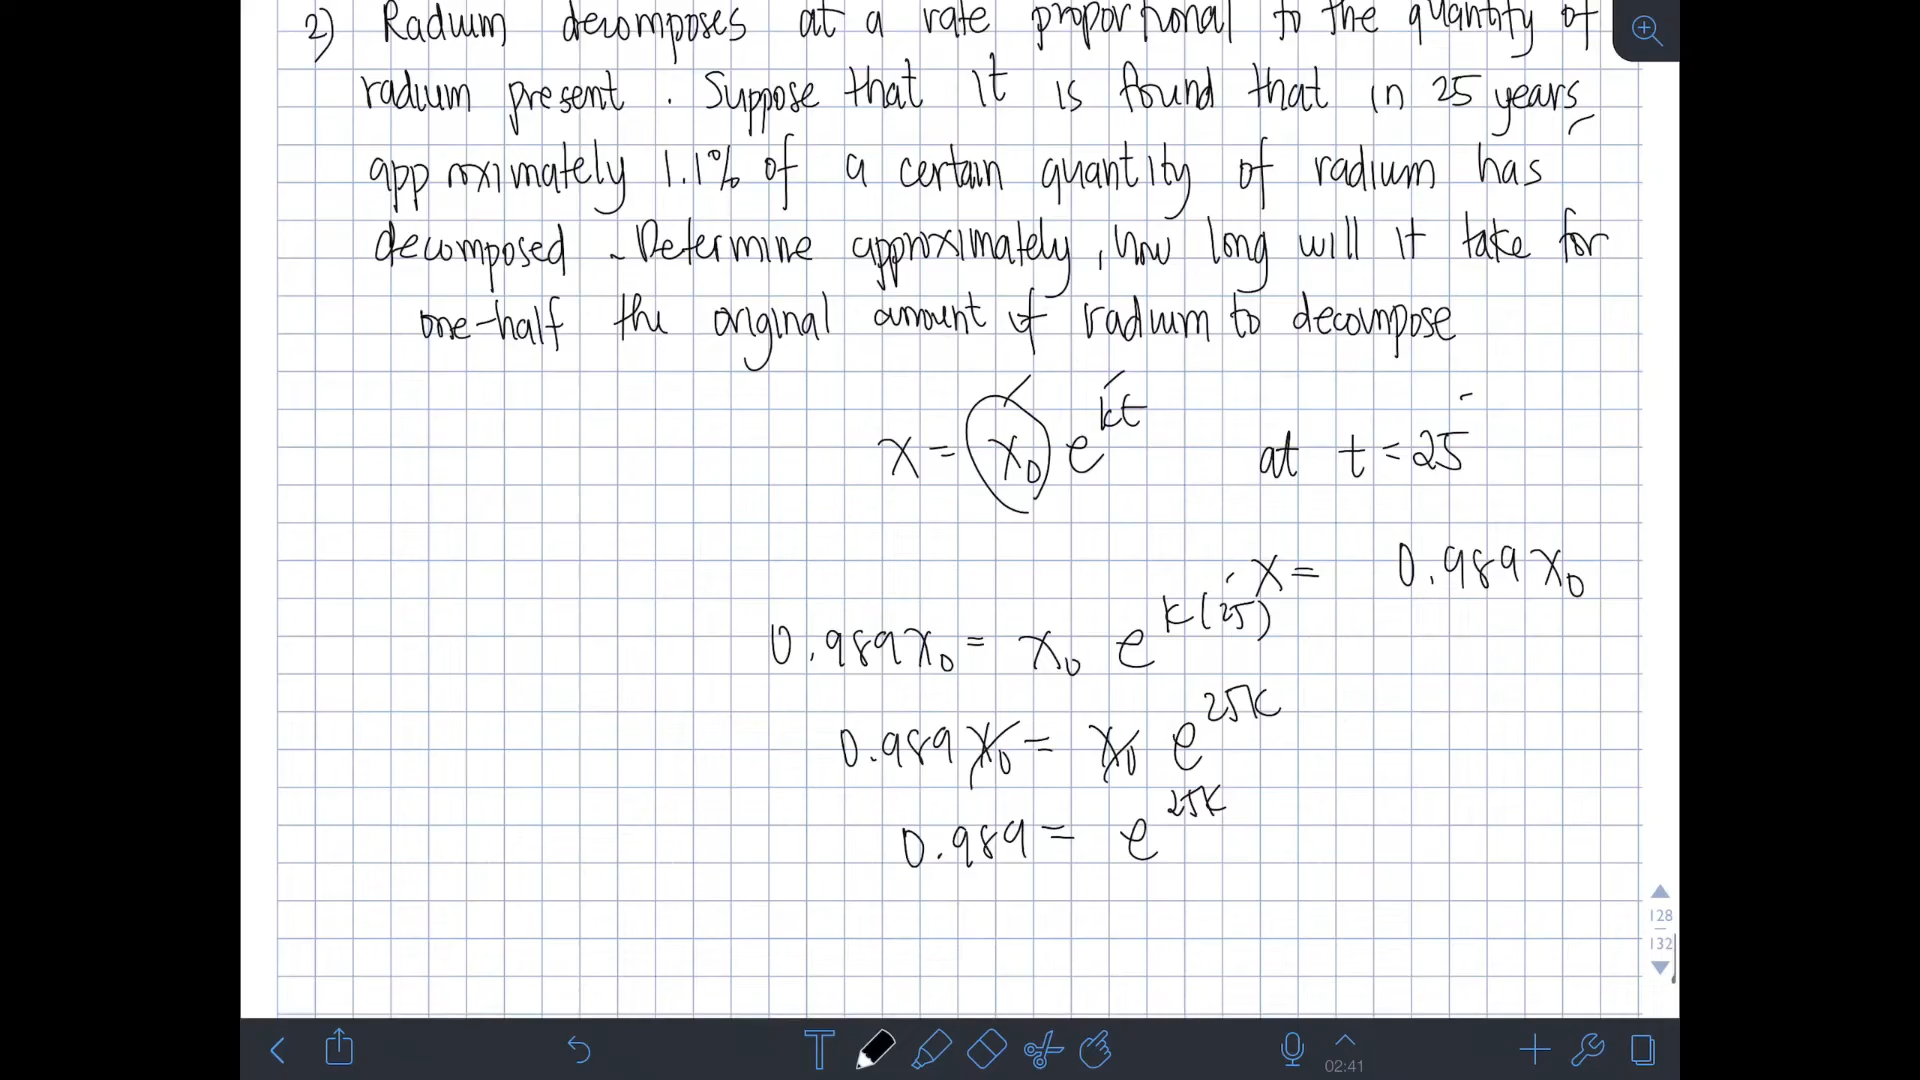 2) Radium decomposes at a rate proportional to the quantity of
radium present. Suppose that it is found that in 25 years
approximately 1.1% of a certain quantity of radium has
decomposed. Determine approximately, how long will it take for
one-half the original amount of radium to decompose
x = x₀ e^kt at t = 25
x = 0.989 x₀
0.989 x₀ = x₀ e^k(25)
0.989 x₀ = x₀ e^25k
0.989 = e^25k
128
132
T
02:41